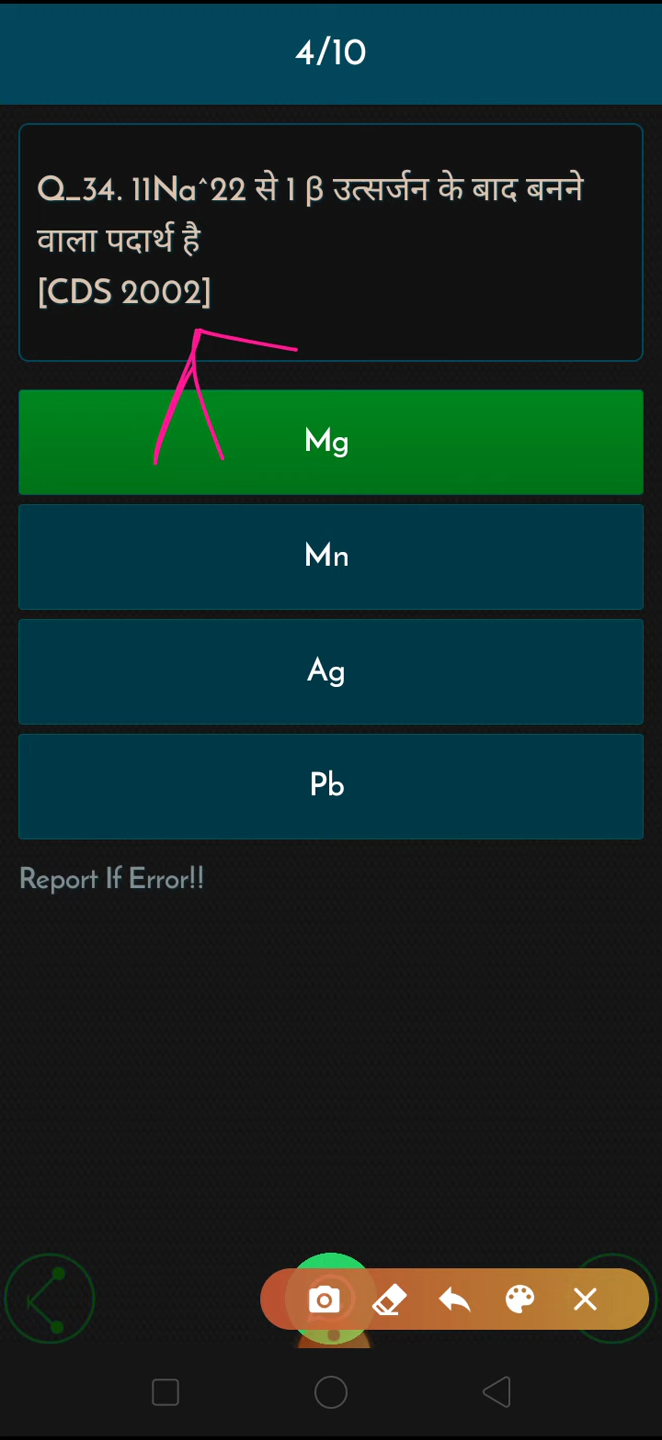 4/10
Q_34. 11Na^22 से 1 β उत्सर्जन के बाद बनने
वाला पदार्थ है
[CDS 2002]
Mg
Mn
Ag
Pb
Report If Error!!